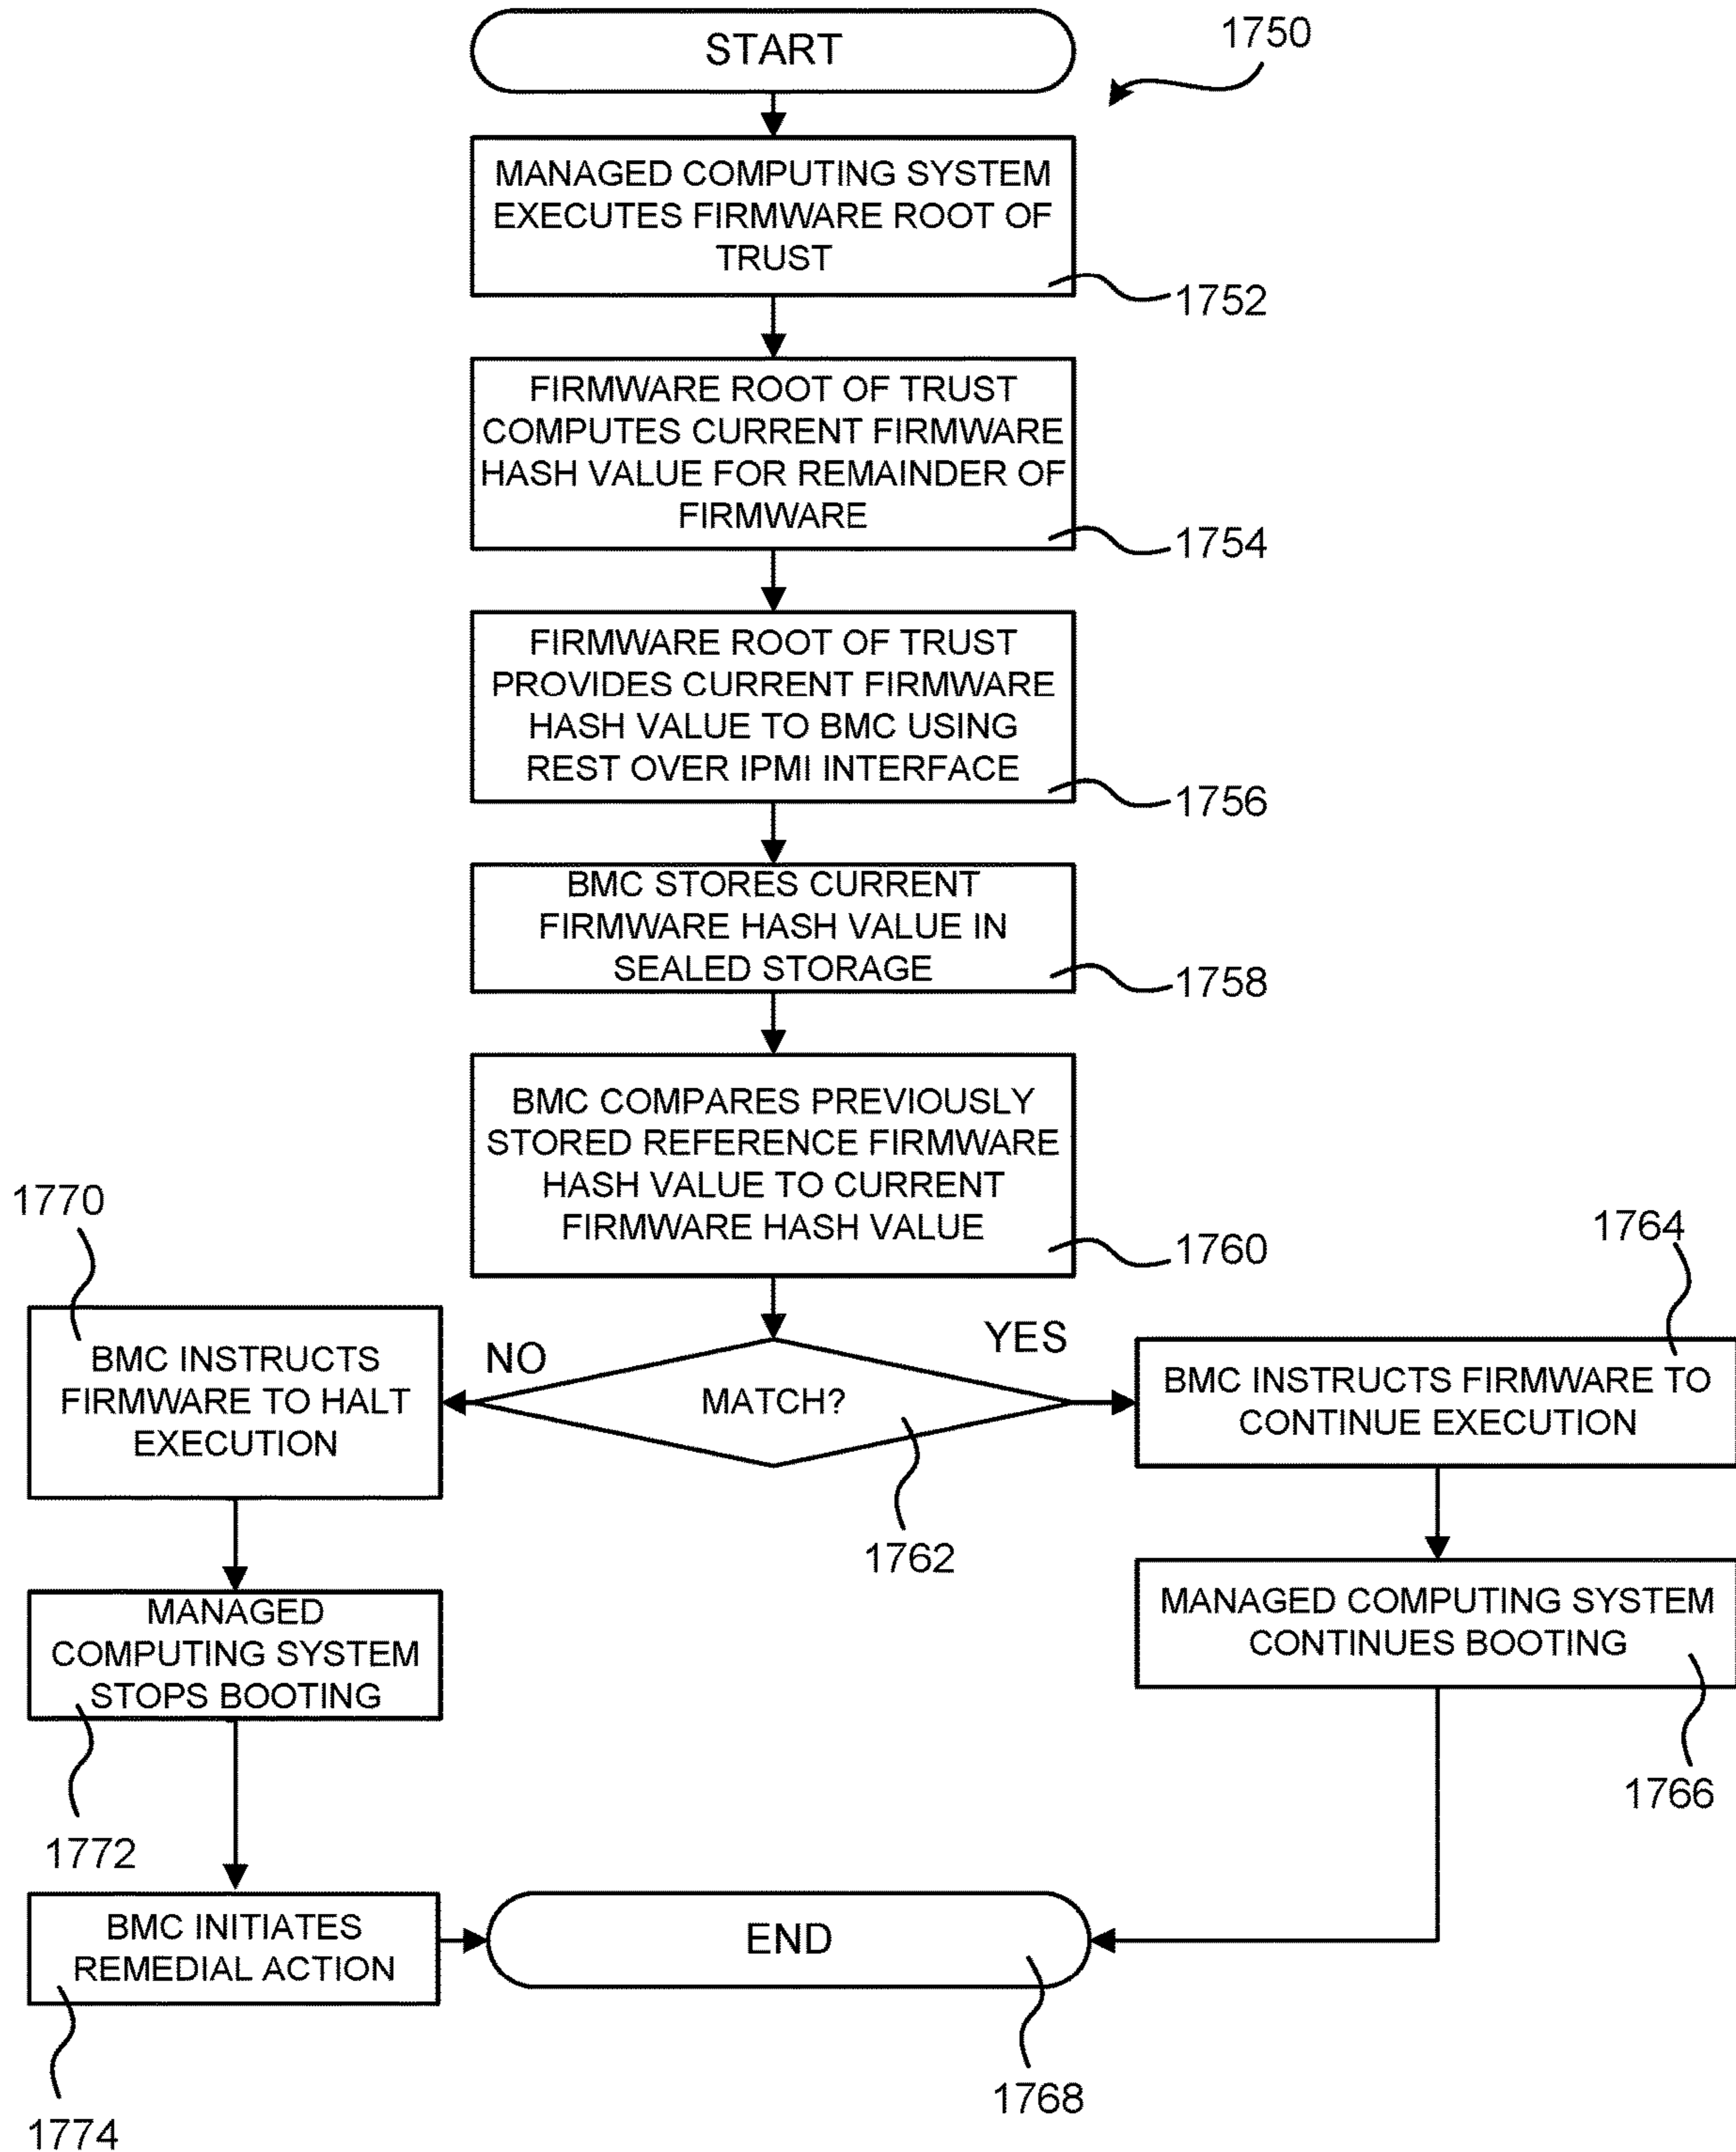 START
1750
MANAGED COMPUTING SYSTEM
EXECUTES FIRMWARE ROOT OF
TRUST
1752
FIRMWARE ROOT OF TRUST
COMPUTES CURRENT FIRMWARE
HASH VALUE FOR REMAINDER OF
FIRMWARE
1754
FIRMWARE ROOT OF TRUST
PROVIDES CURRENT FIRMWARE
HASH VALUE TO BMC USING
REST OVER IPMI INTERFACE
1756
BMC STORES CURRENT
FIRMWARE HASH VALUE IN
SEALED STORAGE
1758
BMC COMPARES PREVIOUSLY
STORED REFERENCE FIRMWARE
HASH VALUE TO CURRENT
FIRMWARE HASH VALUE
1760
MATCH?
1762
NO
YES
1770
BMC INSTRUCTS
FIRMWARE TO HALT
EXECUTION
1764
BMC INSTRUCTS FIRMWARE TO
CONTINUE EXECUTION
MANAGED
COMPUTING SYSTEM
STOPS BOOTING
1772
MANAGED COMPUTING SYSTEM
CONTINUES BOOTING
1766
BMC INITIATES
REMEDIAL ACTION
1774
END
1768